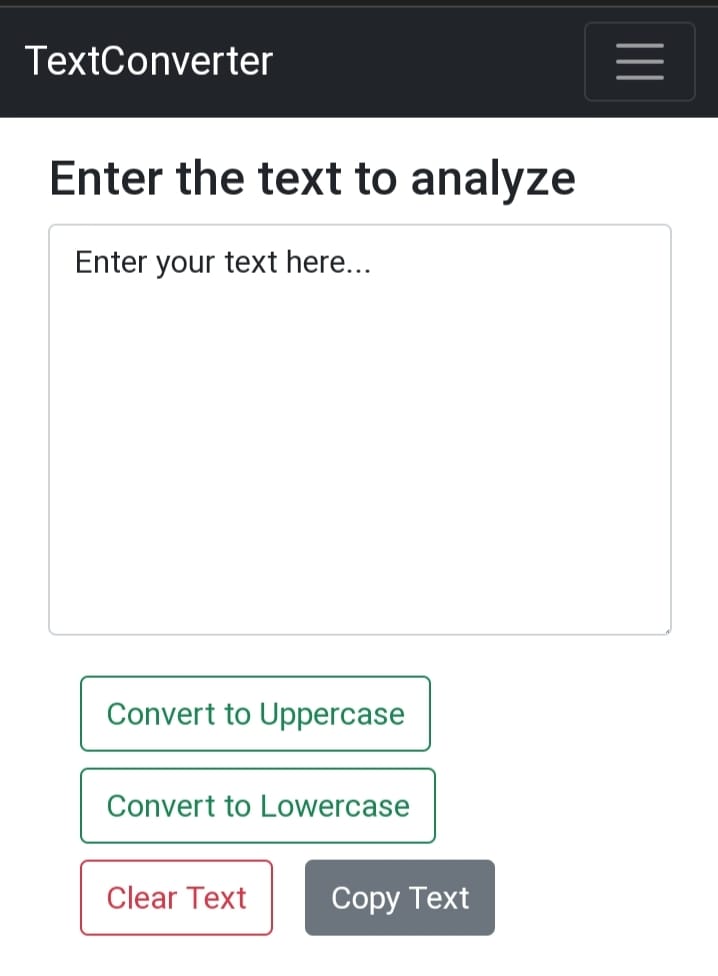 TextConverter
Enter the text to analyze
Enter your text here...
Convert to Uppercase
Convert to Lowercase
Clear Text
Copy Text